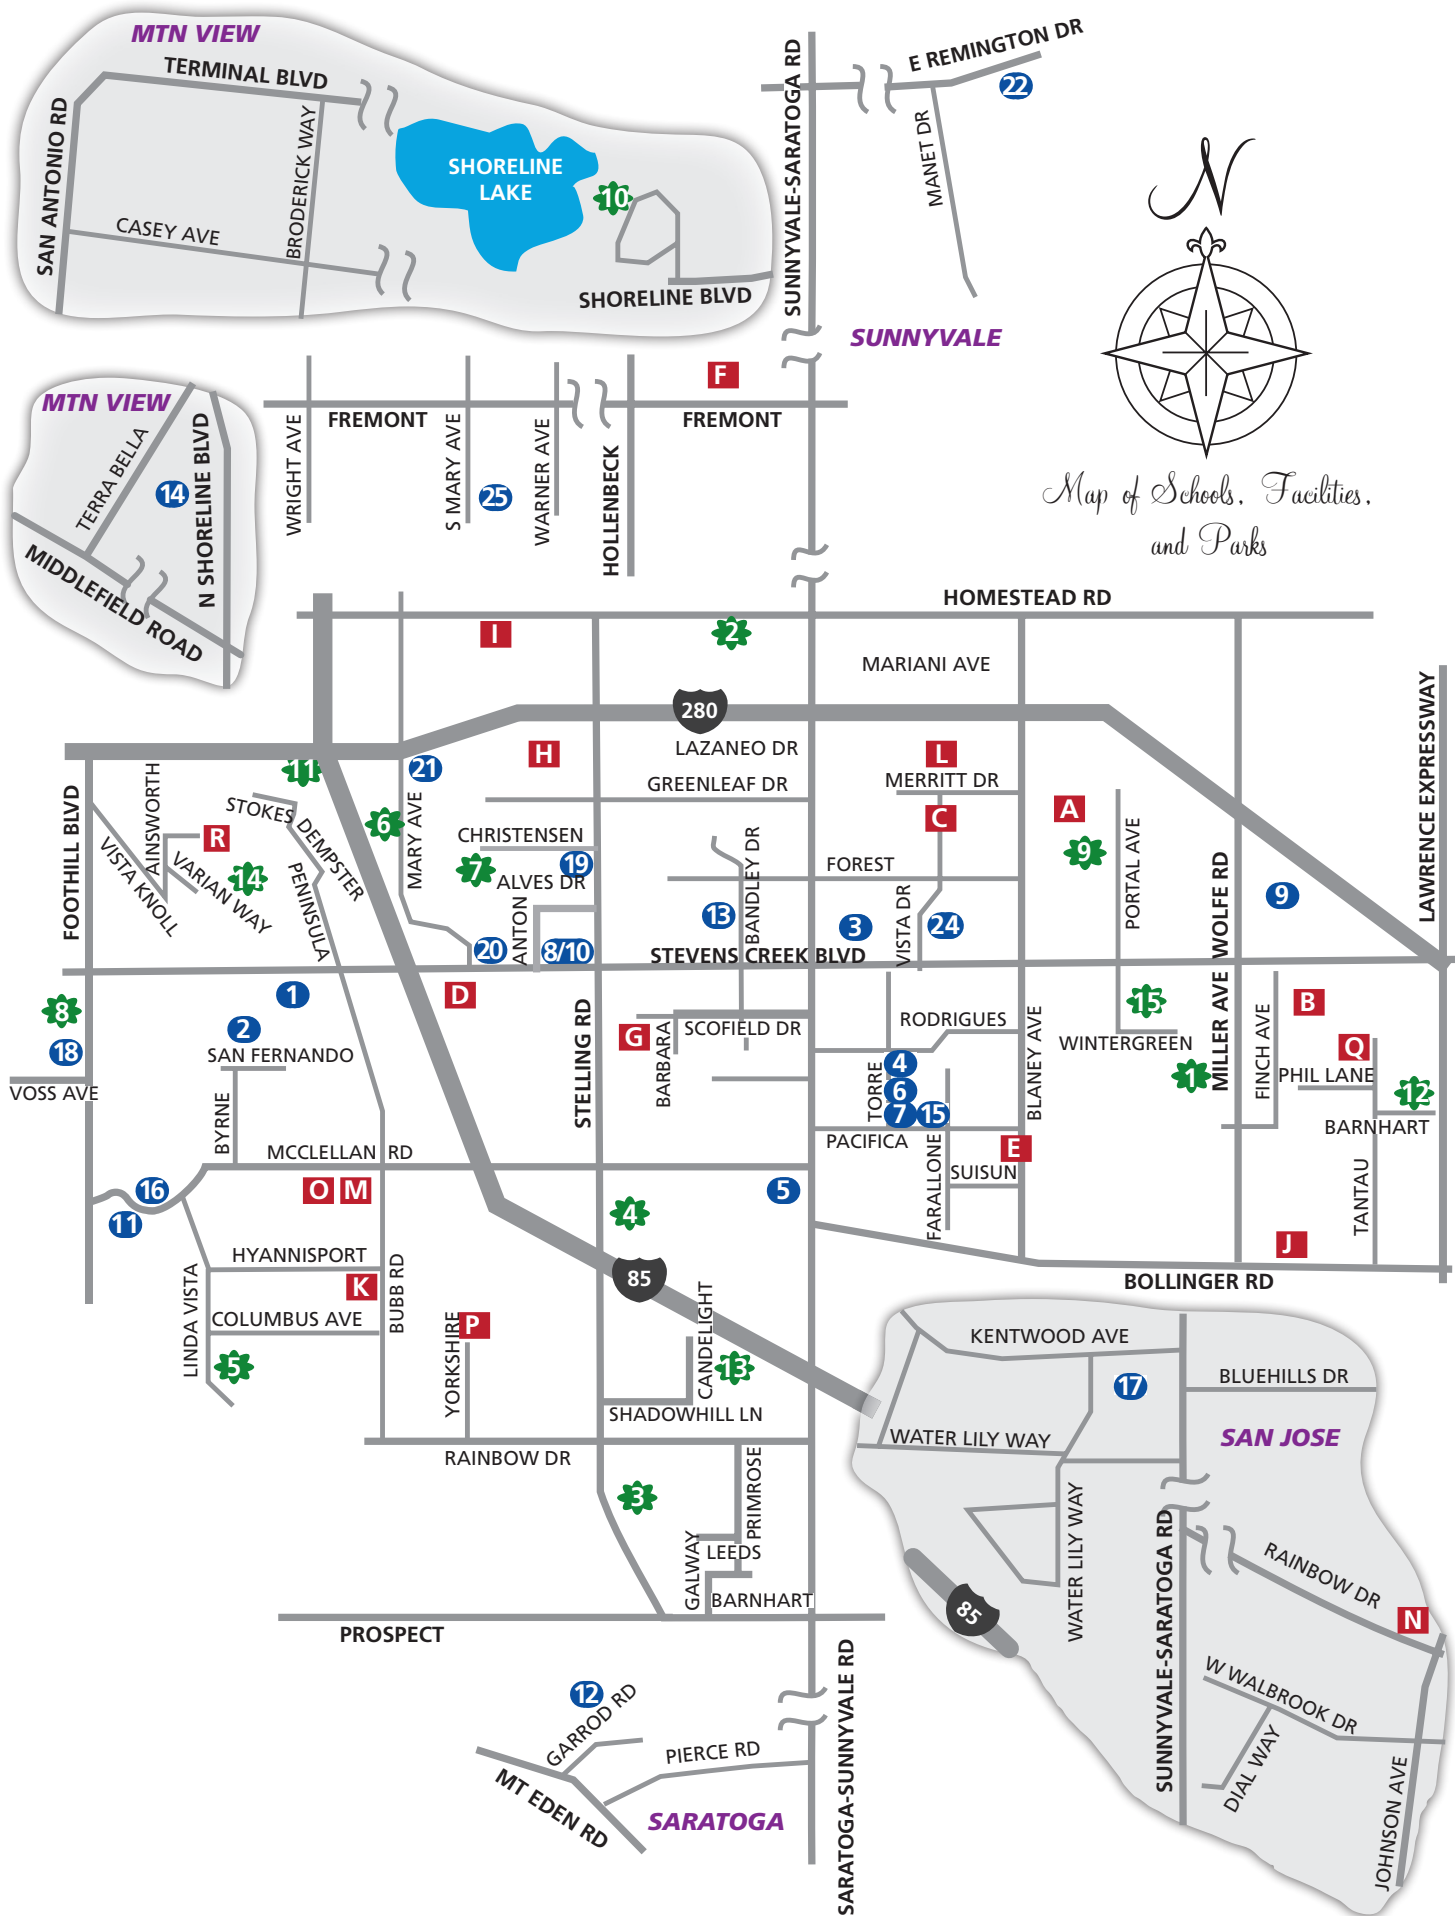 MTN VIEW
TERMINAL BLVD
SAN ANTONIO RD
BRODERICK WAY
CASEY AVE
SHORELINE
LAKE
10
SHORELINE BLVD
SUNNYVALE-SARATOGA RD
E REMINGTON DR
22
MANET DR
SUNNYVALE
N
Map of Schools, Facilities,
and Parks
MTN VIEW
TERRA BELLA
14
N SHORELINE BLVD
MIDDLEFIELD ROAD
F
FREMONT
FREMONT
WRIGHT AVE
S MARY AVE
25
WARNER AVE
HOLLENBECK
HOMESTEAD RD
I
2
MARIANI AVE
280
LAZANEO DR
H
L
MERRITT DR
GREENLEAF DR
11
21
FOOTHILL BLVD
AINSWORTH
STOKES
DEMPSTER
R
VISTA KNOLL
VARIAN WAY
14
PENINSULA
6
MARY AVE
CHRISTENSEN
19
7
ALVES DR
ANTON
20
8/10
BANDLEY DR
13
FOREST
3
C
VISTA DR
24
A
9
PORTAL AVE
MILLER AVE
WOLFE RD
9
LAWRENCE EXPRESSWAY
STEVENS CREEK BLVD
8
18
VOSS AVE
1
2
SAN FERNANDO
BYRNE
D
STELLING RD
G
BARBARA
SCOFIELD DR
RODRIGUES
4
6
7
15
TORRE
PACIFICA
FARALLONE
E
SUISUN
BLANEY AVE
15
WINTERGREEN
1
FINCH AVE
B
Q
PHIL LANE
12
BARNHART
TANTAU
J
BOLLINGER RD
MCCLELLAN RD
16
11
O
M
5
4
HYANNISPORT
K
LINDA VISTA
COLUMBUS AVE
5
BUBB RD
P
YORKSHIRE
85
CANDELIGHT
13
SHADOWHILL LN
RAINBOW DR
3
PRIMROSE
GALWAY
LEEDS
BARNHART
PROSPECT
SARATOGA-SUNNYVALE RD
12
GARROD RD
PIERCE RD
MT EDEN RD
SARATOGA
KENTWOOD AVE
17
BLUEHILLS DR
WATER LILY WAY
SAN JOSE
WATER LILY WAY
SUNNYVALE-SARATOGA RD
85
RAINBOW DR
N
W WALBROOK DR
DIAL WAY
JOHNSON AVE